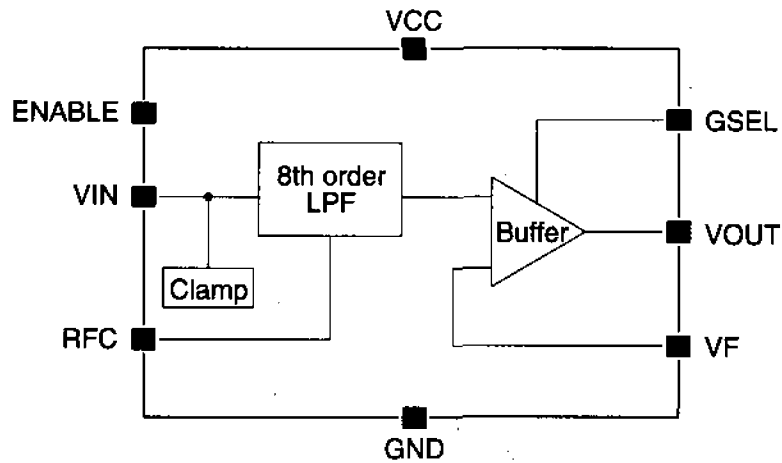 VCC
ENABLE
GSEL
VIN
8th order
LPF
Buffer
VOUT
Clamp
RFC
VF
GND